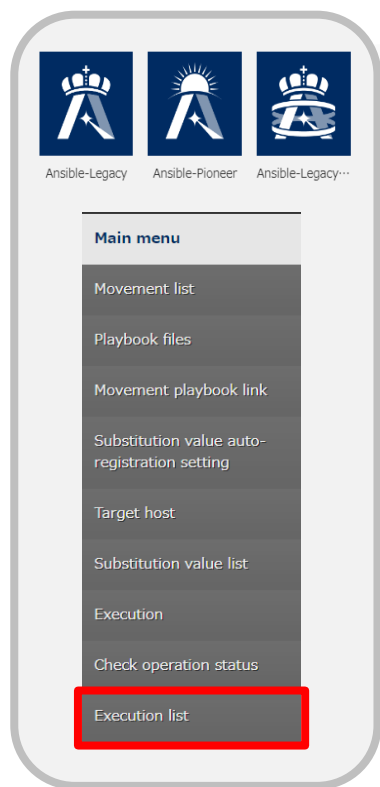 Ansible-Legacy Ansible-Pioneer Ansible-Legacy···
Main menu
Movement list
Playbook files
Movement playbook link
Substitution value auto-
registration setting
Target host
Substitution value list
Execution
Check operation status
Execution list